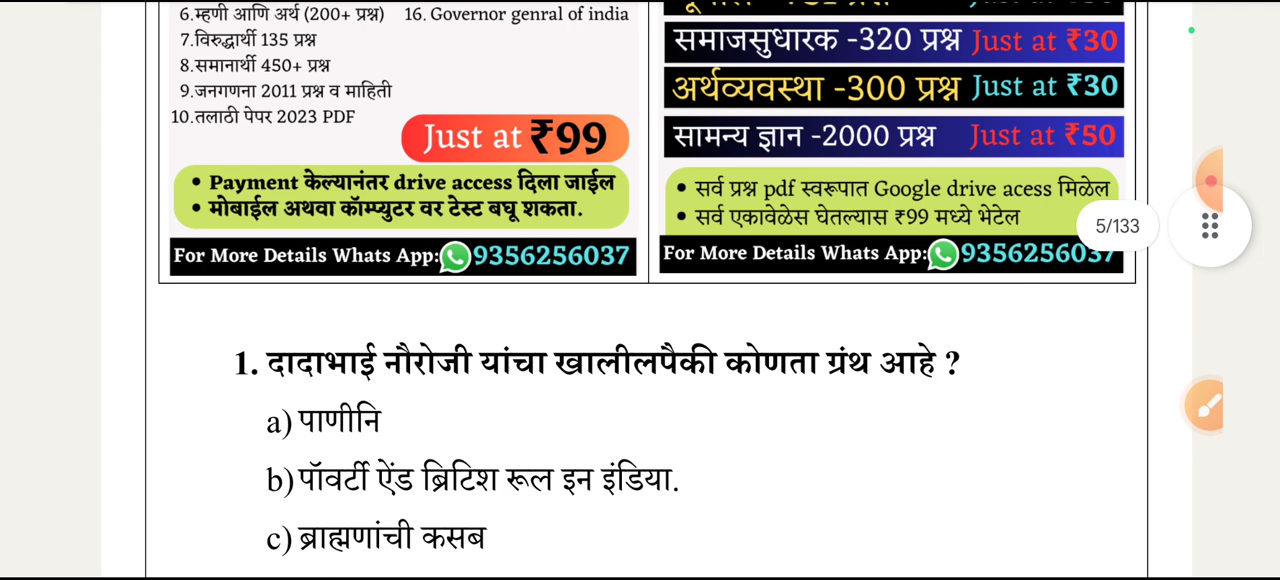 6.म्हणी आणि अर्थ (200+ प्रश्न) 16. Governor genral of india
7.विरुद्धार्थी 135 प्रश्न
8.समानार्थी 450+ प्रश्न
9.जनगणना 2011 प्रश्न व माहिती
10.तलाठी पेपर 2023 PDF
Just at ₹99
• Payment केल्यानंतर drive access दिला जाईल
• मोबाईल अथवा कॉम्प्युटर वर टेस्ट बघू शकता.
For More Details Whats App: 9356256037
समाजसुधारक -320 प्रश्न Just at ₹30
अर्थव्यवस्था -300 प्रश्न Just at ₹30
सामन्य ज्ञान -2000 प्रश्न Just at ₹50
• सर्व प्रश्न pdf स्वरूपात Google drive acess मिळेल
• सर्व एकावेळेस घेतल्यास ₹99 मध्ये भेटेल
For More Details Whats App: 9356256037
5/133
1. दादाभाई नौरोजी यांचा खालीलपैकी कोणता ग्रंथ आहे ?
a) पाणीनि
b) पॉवर्टी ऐंड ब्रिटिश रूल इन इंडिया.
c) ब्राह्मणांची कसब